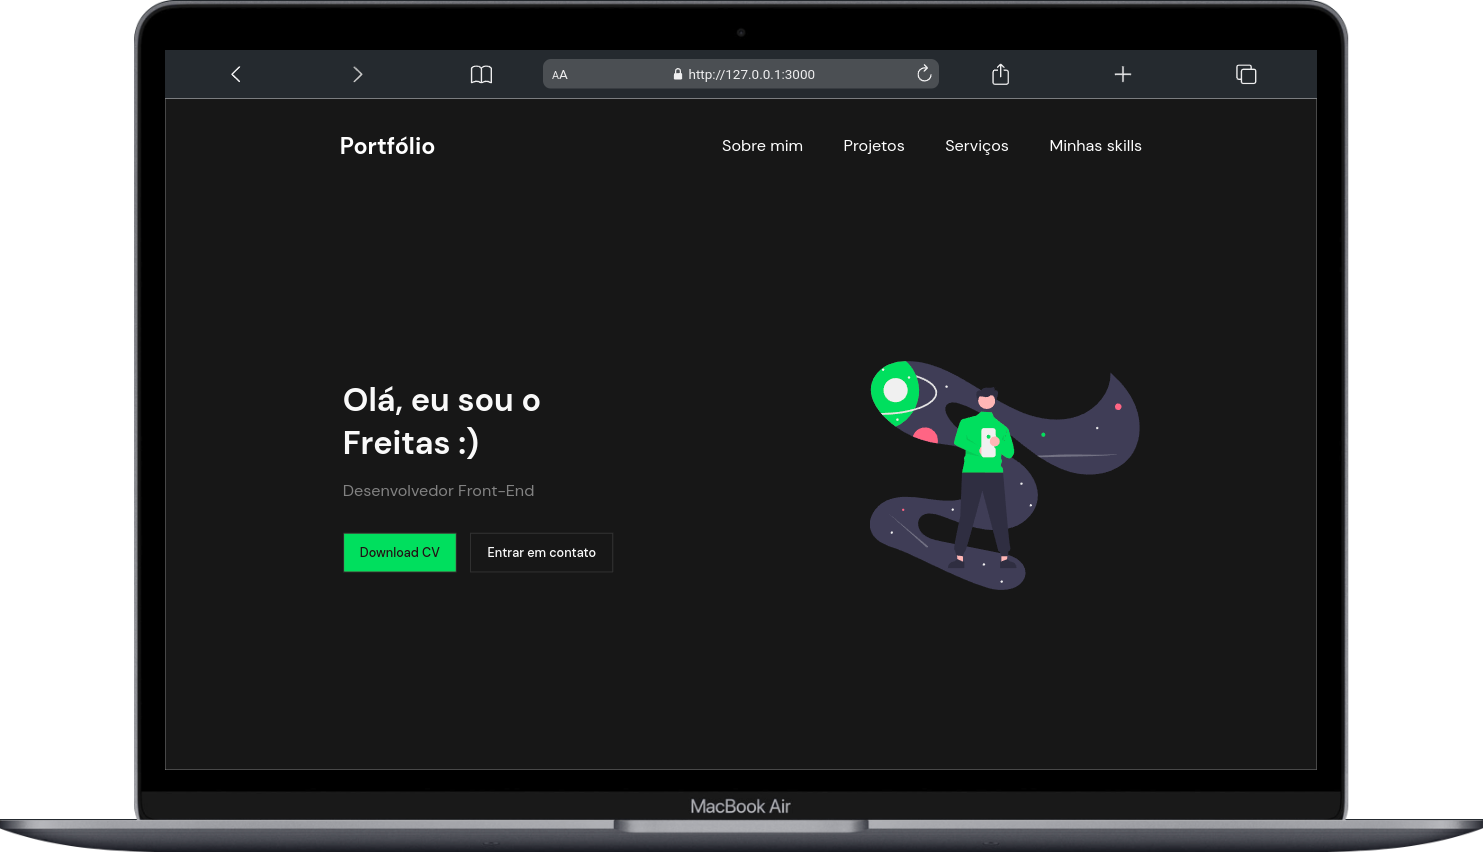 AA
http://127.0.0.1:3000
Portfólio
Sobre mim
Projetos
Serviços
Minhas skills
Olá, eu sou o
Freitas :)
Desenvolvedor Front-End
Download CV
Entrar em contato
MacBook Air